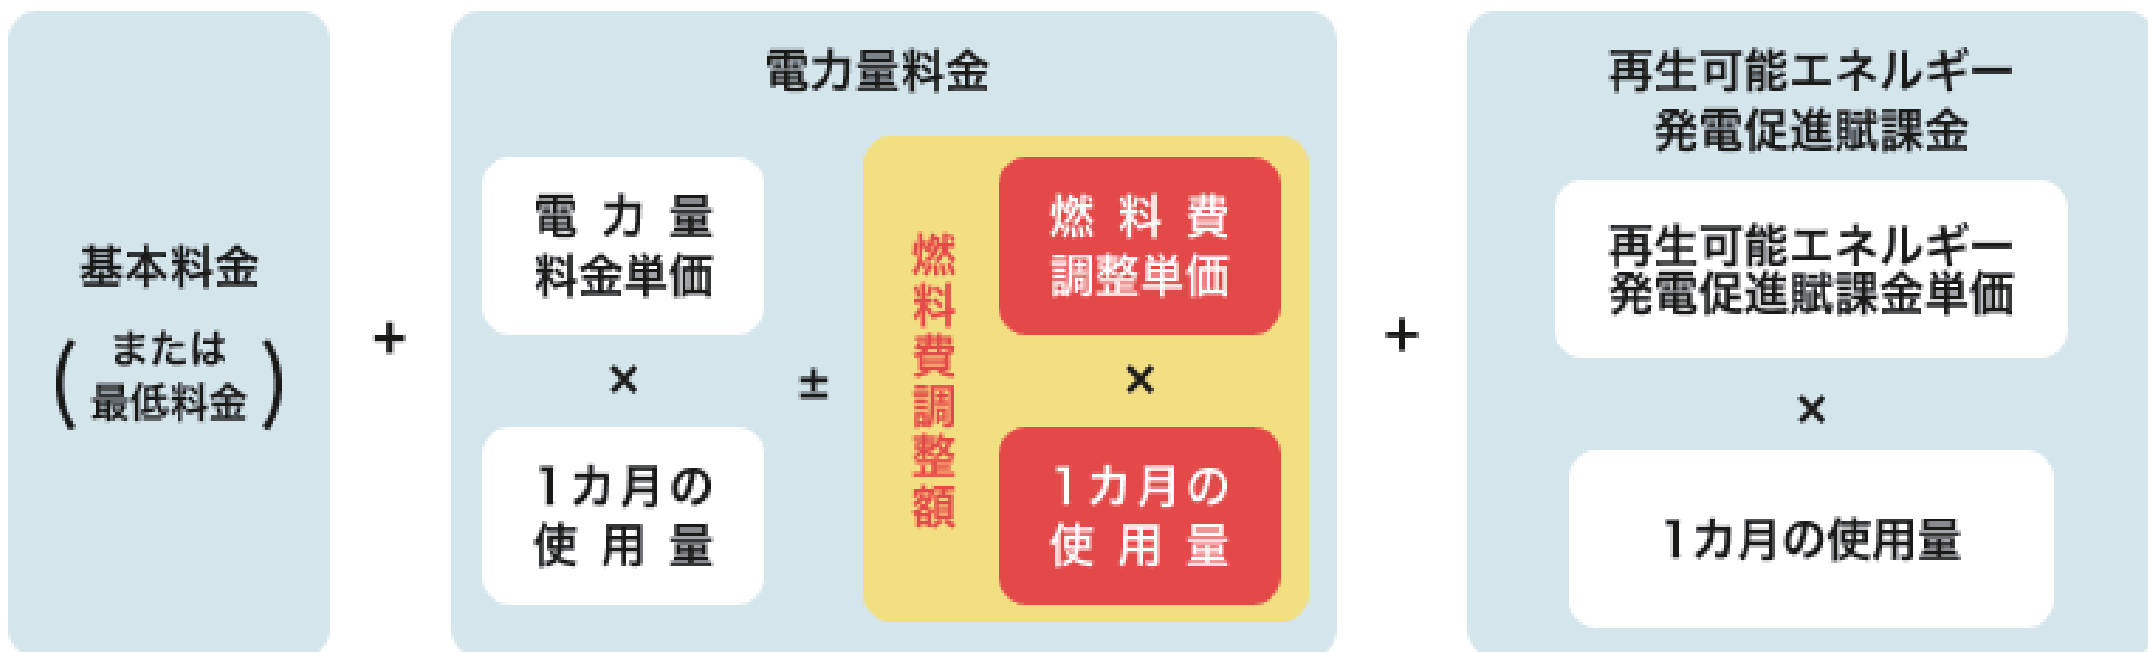 基本料金
(または
最低料金)
+
電力量料金
電力量
料金単価
×
1カ月の
使用量
±
燃料費調整額
燃料費
調整単価
×
1カ月の
使用量
+
再生可能エネルギー
発電促進賦課金
再生可能エネルギー
発電促進賦課金単価
×
1カ月の使用量